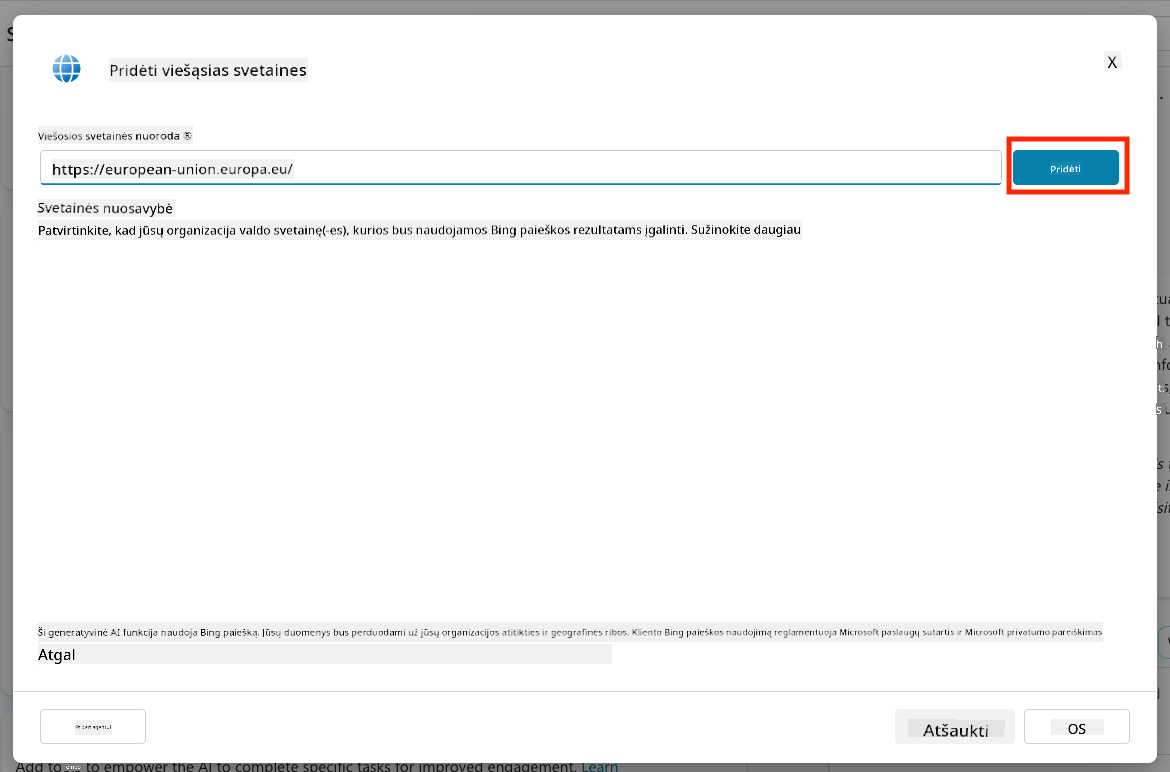 Pridėti viešąsias svetaines
X
Viešosios svetainės nuoroda ®
https://european-union.europa.eu/
Pridėti
Svetainės nuosavybė
Patvirtinkite, kad jūsų organizacija valdo svetainę(-es), kurios bus naudojamos Bing paieškos rezultatams įgalinti. Sužinokite daugiau
Ši generatyvinė AI funkcija naudoja Bing paiešką. Jūsų duomenys bus perduodami už jūsų organizacijos atitikties ir geografinės ribos. Kliento Bing paieškos naudojimą reglamentuoja Microsoft paslaugų sutartis ir Microsoft privatumo pareiškimas
Atgal
Atšaukti
OS
Add to to empower the AI to complete specific tasks for improved engagement. Learn